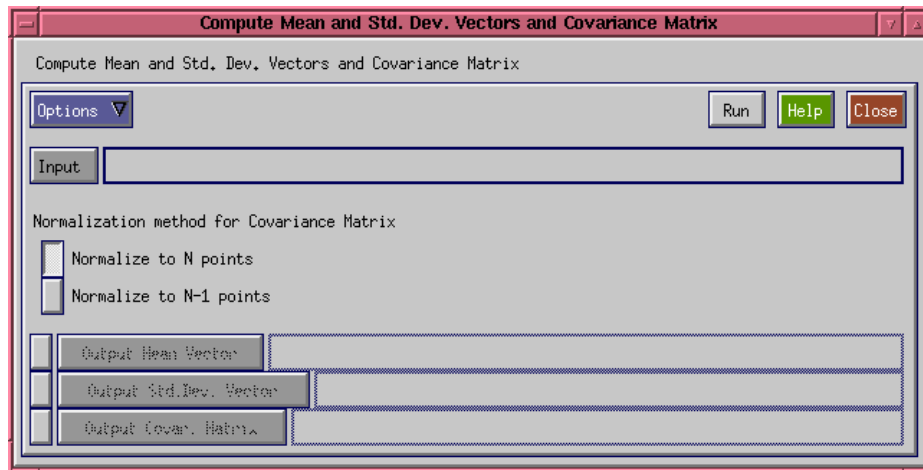 Compute Mean and Std. Dev. Vectors and Covariance Matrix
Compute Mean and Std. Dev. Vectors and Covariance Matrix
Options Run Help Close
Input
Normalization method for Covariance Matrix
Normalize to N points
Normalize to N-1 points
Output Mean Vector
Output Std.Dev. Vector
Output Covar. Matrix